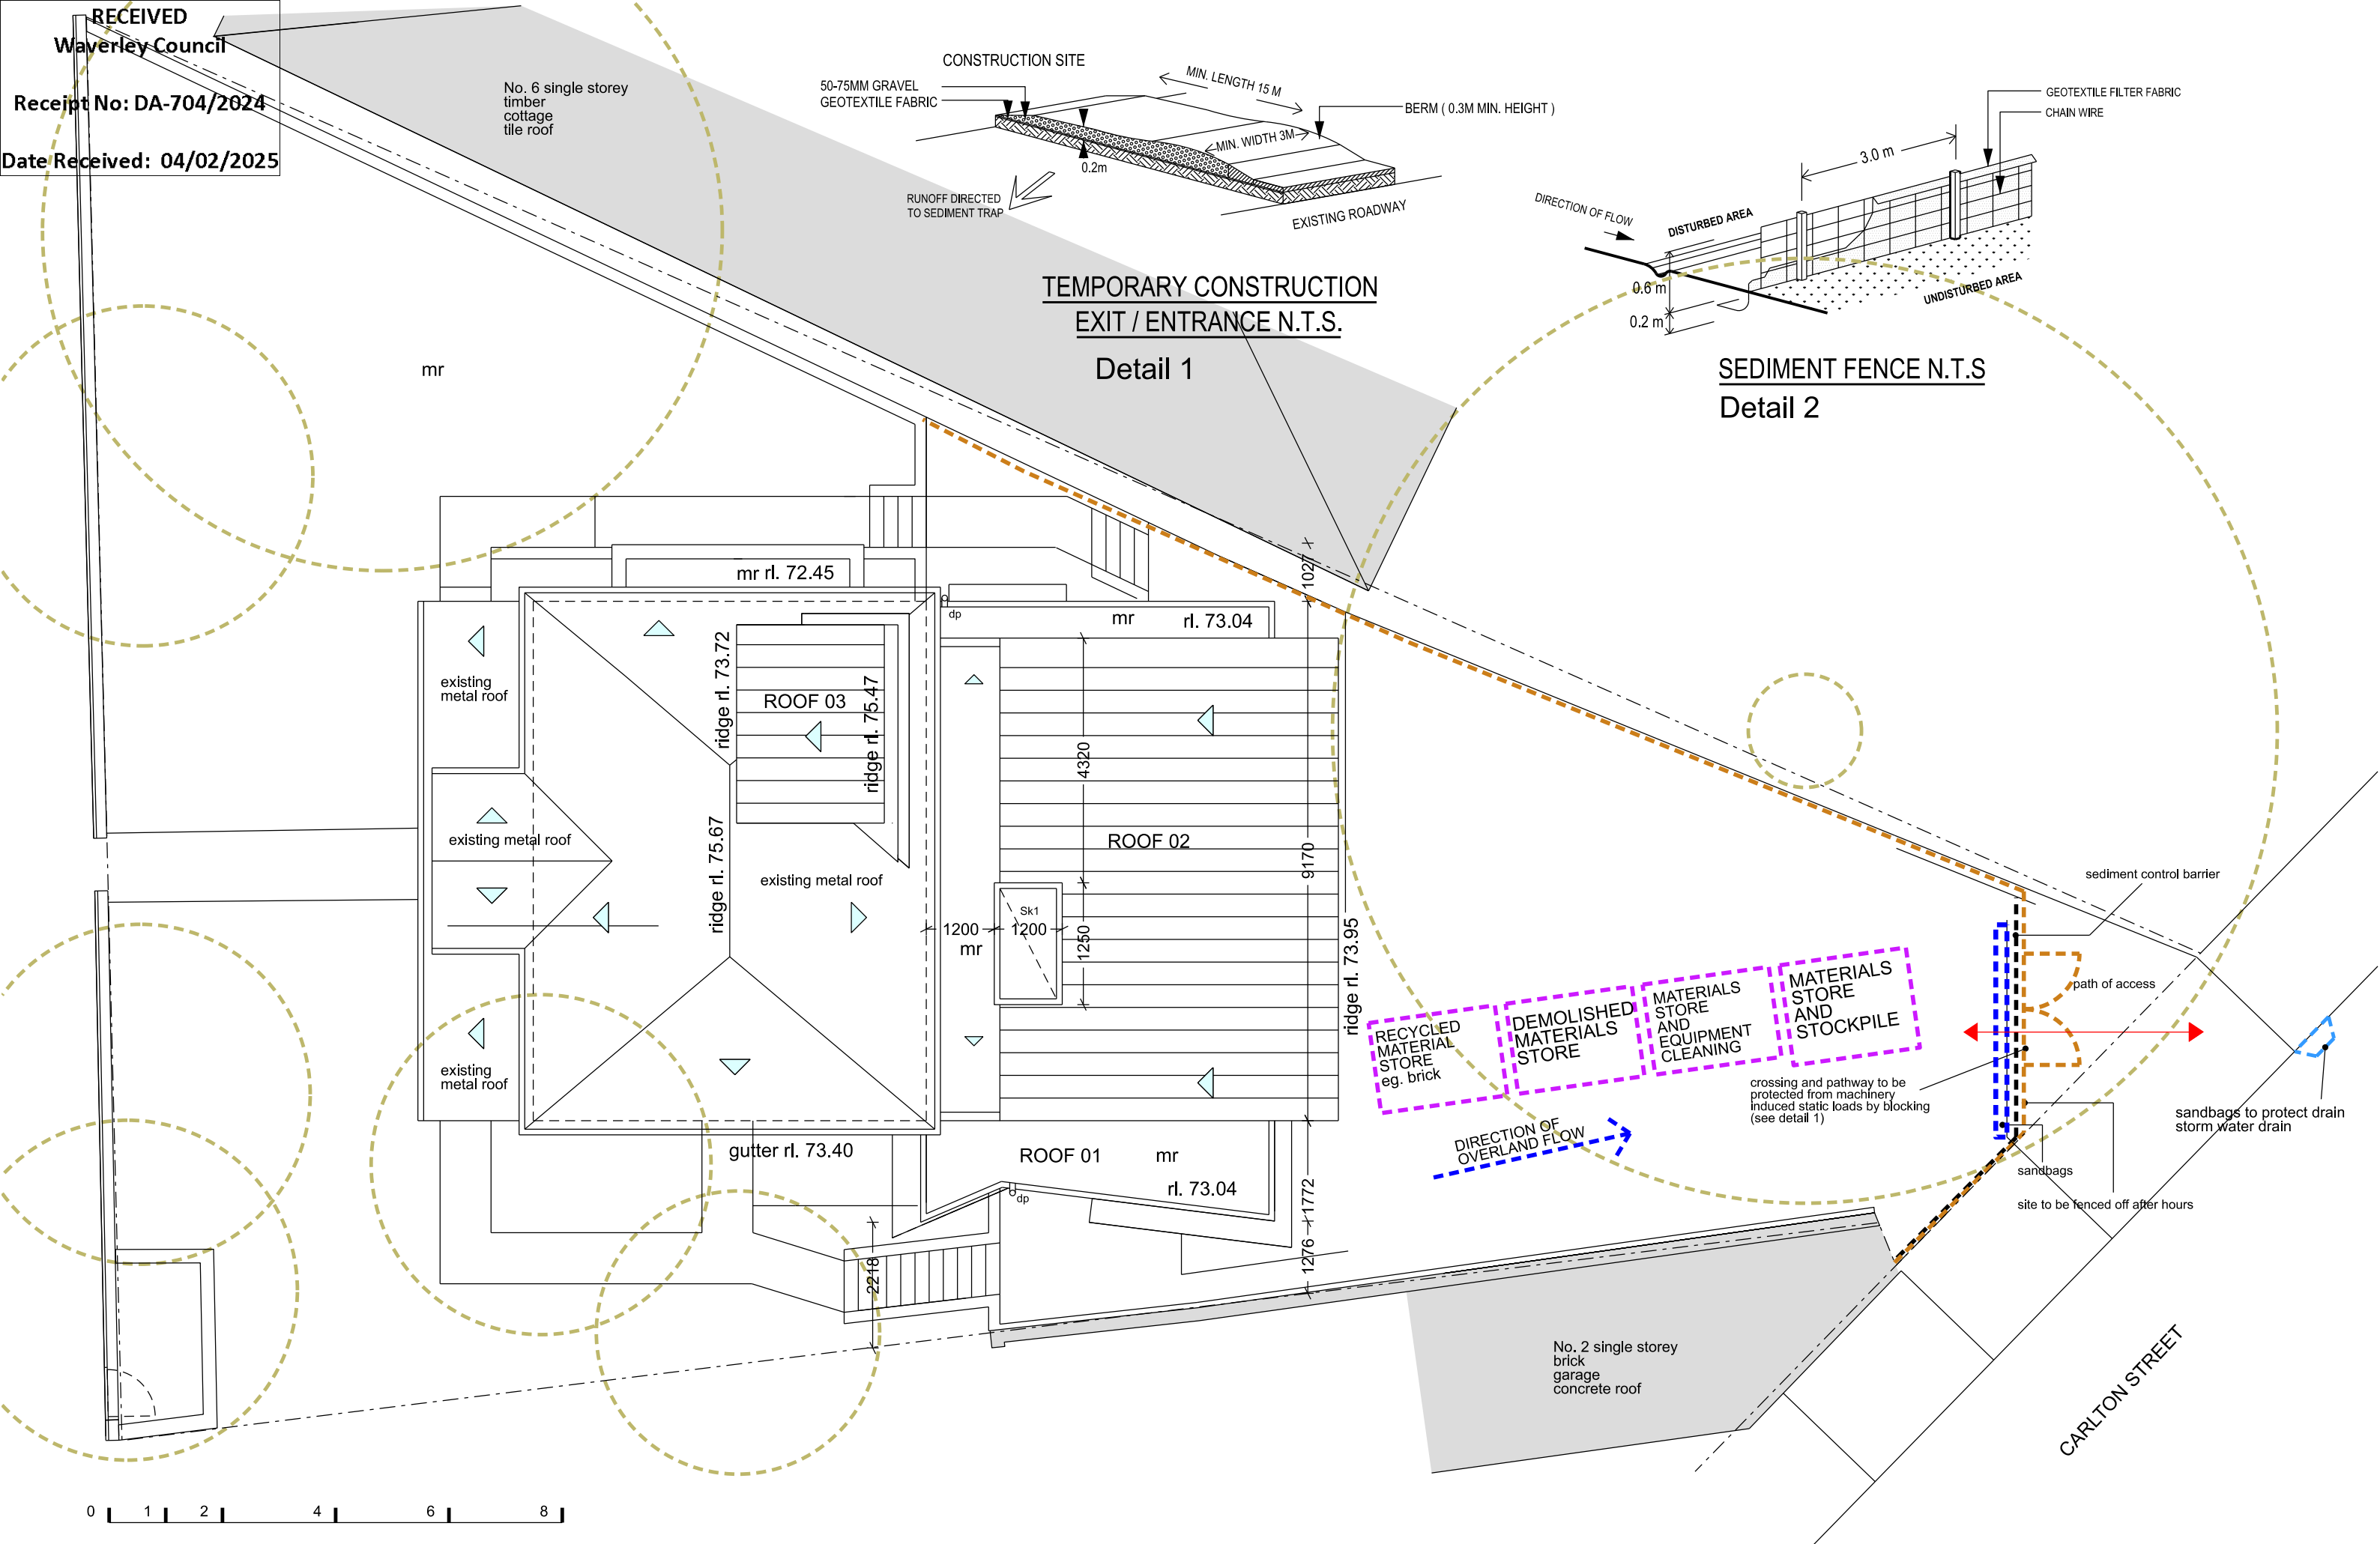 RECEIVED
Waverley Council
Receipt No: DA-704/2024
Date Received: 04/02/2025
No. 6 single storey
timber
cottage
tile roof
CONSTRUCTION SITE
50-75MM GRAVEL
GEOTEXTILE FABRIC
MIN. LENGTH 15 M
BERM ( 0.3M MIN. HEIGHT )
MIN. WIDTH 3M
0.2m
RUNOFF DIRECTED
TO SEDIMENT TRAP
EXISTING ROADWAY
TEMPORARY CONSTRUCTION
EXIT / ENTRANCE N.T.S.
Detail 1
GEOTEXTILE FILTER FABRIC
CHAIN WIRE
3.0 m
DIRECTION OF FLOW
DISTURBED AREA
UNDISTURBED AREA
0.6 m
0.2 m
SEDIMENT FENCE N.T.S
Detail 2
mr
mr rl. 72.45
dp
mr
rl. 73.04
1027
existing
metal roof
ridge rl. 73.72
ROOF 03
ridge rl. 75.47
4320
existing metal roof
ridge rl. 75.67
existing metal roof
ROOF 02
9170
Sk1
1200
1200
mr
1250
ridge rl. 73.95
existing
metal roof
gutter rl. 73.40
ROOF 01
mr
rl. 73.04
dp
1772
1276
2218
RECYCLED
MATERIAL
STORE
eg. brick
DEMOLISHED
MATERIALS
STORE
MATERIALS
STORE
AND
EQUIPMENT
CLEANING
MATERIALS
STORE
AND
STOCKPILE
DIRECTION OF
OVERLAND FLOW
sediment control barrier
path of access
crossing and pathway to be
protected from machinery
induced static loads by blocking
(see detail 1)
sandbags to protect drain
storm water drain
sandbags
site to be fenced off after hours
No. 2 single storey
brick
garage
concrete roof
CARLTON STREET
0 1 2 4 6 8